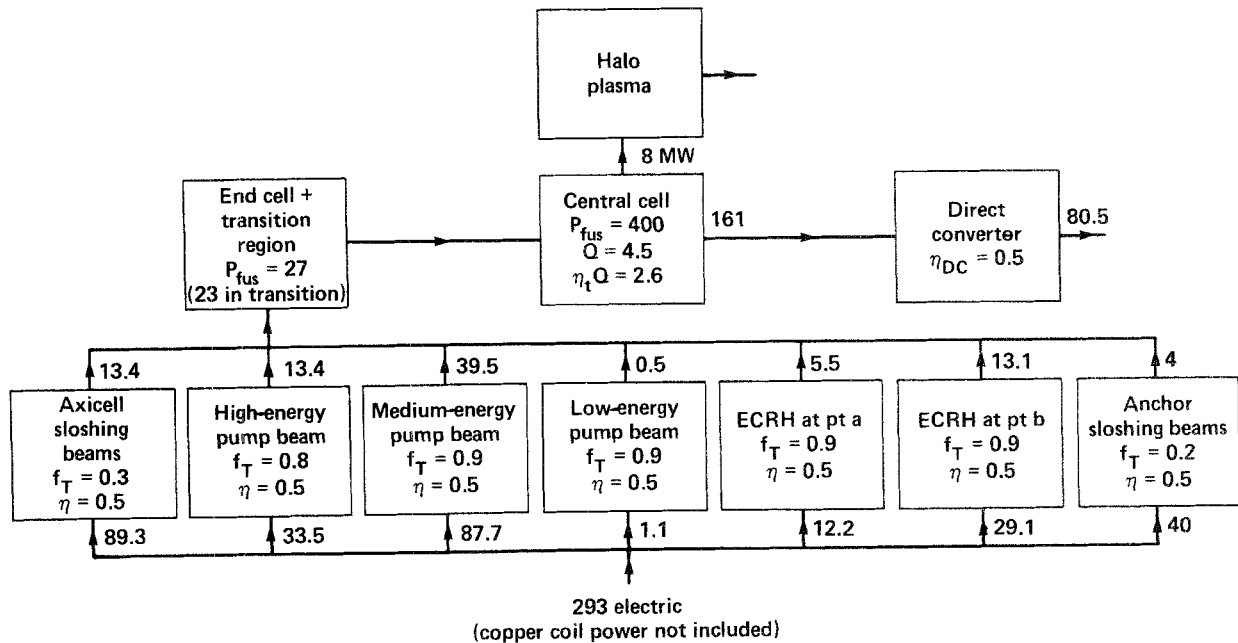 Halo
plasma
8 MW
End cell +
transition
region
P_fus = 27
(23 in transition)
Central cell
P_fus = 400
Q = 4.5
η_t Q = 2.6
161
Direct
convertor
η_DC = 0.5
80.5
13.4
13.4
39.5
0.5
5.5
13.1
4
Axicell
sloshing
beams
f_T = 0.3
η = 0.5
High-energy
pump beam
f_T = 0.8
η = 0.5
Medium-energy
pump beam
f_T = 0.9
η = 0.5
Low-energy
pump beam
f_T = 0.9
η = 0.5
ECRH at pt a
f_T = 0.9
η = 0.5
ECRH at pt b
f_T = 0.9
η = 0.5
Anchor
sloshing beams
f_T = 0.2
η = 0.5
89.3
33.5
87.7
1.1
12.2
29.1
40
293 electric
(copper coil power not included)